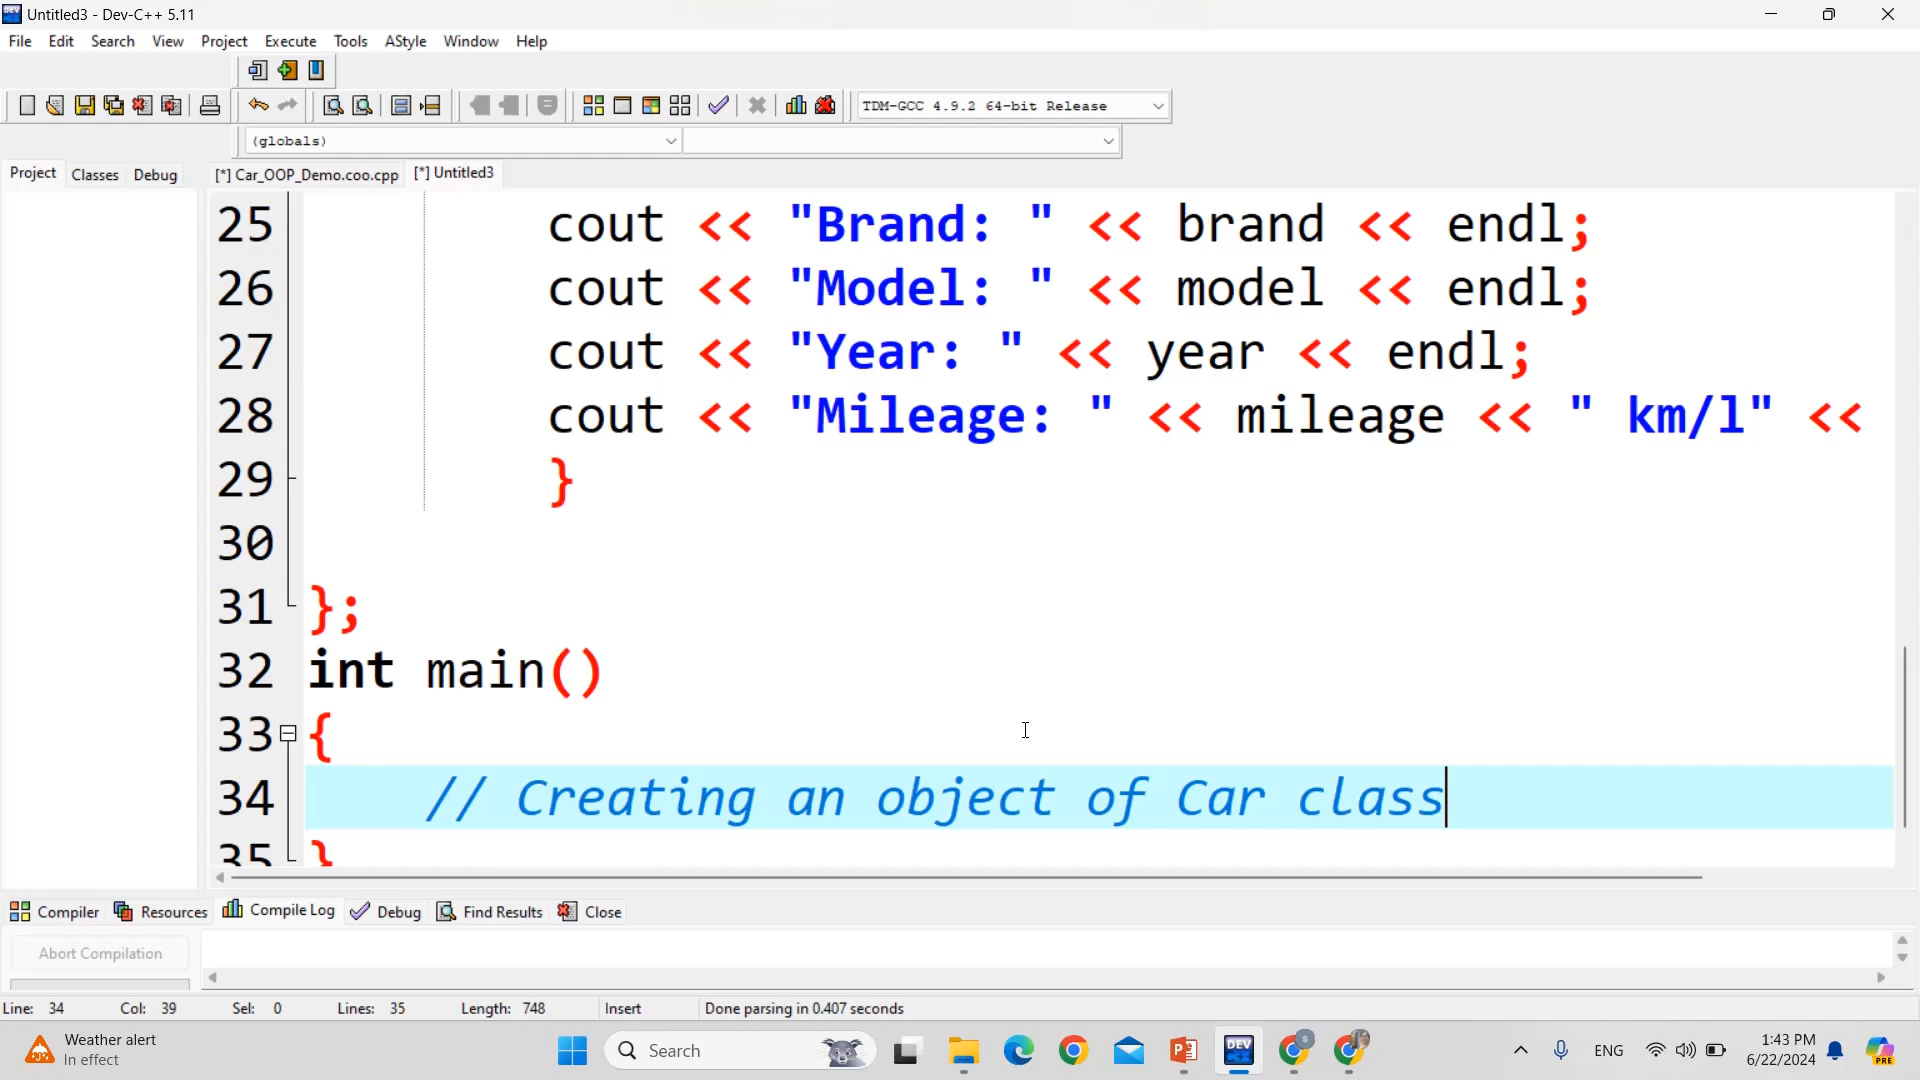 Untitled3 - Dev-C++ 5.11
File Edit Search View Project Execute Tools AStyle Window Help
TDM-GCC 4.9.2 64-bit Release
(globals)
Project Classes Debug [*] Car_OOP_Demo.coo.cpp [*] Untitled3
25 cout << "Brand: " << brand << endl;
26 cout << "Model: " << model << endl;
27 cout << "Year: " << year << endl;
28 cout << "Mileage: " << mileage << " km/l" <<
29 }
30
31 };
32 int main()
33 {
34 // Creating an object of Car class
35 }
Compiler Resources Compile Log Debug Find Results Close
Abort Compilation
Line: 34 Col: 39 Sel: 0 Lines: 35 Length: 748 Insert Done parsing in 0.407 seconds
Weather alert
In effect
Search
DEV
ENG
1:43 PM
6/22/2024
PRE